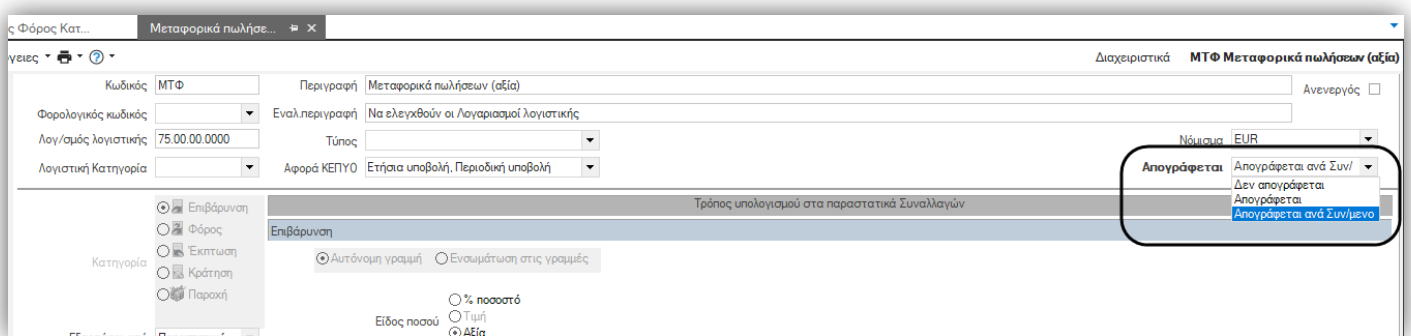 ς Φόρος Κατ... Μεταφορικά πωλήσε...
γειες
Διαχειριστικά ΜΤΦ Μεταφορικά πωλήσεων (αξία)
Κωδικός ΜΤΦ Περιγραφή Μεταφορικά πωλήσεων (αξία) Ανενεργός
Φορολογικός κωδικός Εναλ.περιγραφή Να ελεγχθούν οι Λογαριασμοί λογιστικής
Λογ/σμός λογιστικής 75.00.00.0000 Τύπος Νόμισμα EUR
Λογιστική Κατηγορία Αφορά ΚΕΠΥΟ Ετήσια υποβολή, Περιοδική υποβολή Απογράφεται Απογράφεται ανά Συν/
Δεν απογράφεται
Απογράφεται
Απογράφεται ανά Συν/μενο
Τρόπος υπολογισμού στα παραστατικά Συναλλαγών
Κατηγορία
Επιβάρυνση
Φόρος
Έκπτωση
Κράτηση
Παροχή
Επιβάρυνση
Αυτόνομη γραμμή Ενσωμάτωση στις γραμμές
Είδος ποσού
% ποσοστό
Τιμή
Αξία